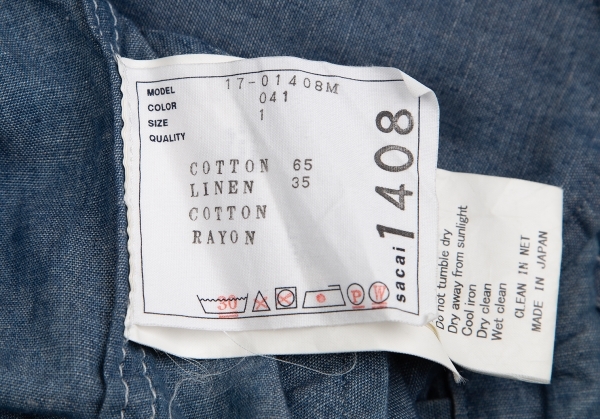 MODEL 17-01408M
COLOR 041
SIZE 1
QUALITY
COTTON 65
LINEN 35
COTTON
RAYON
30
P W
sacai 1408
Do not tumble dry
Dry away from sunlight
Cool iron
Dry clean
Wet clean
CLEAN IN NET
MADE IN JAPAN